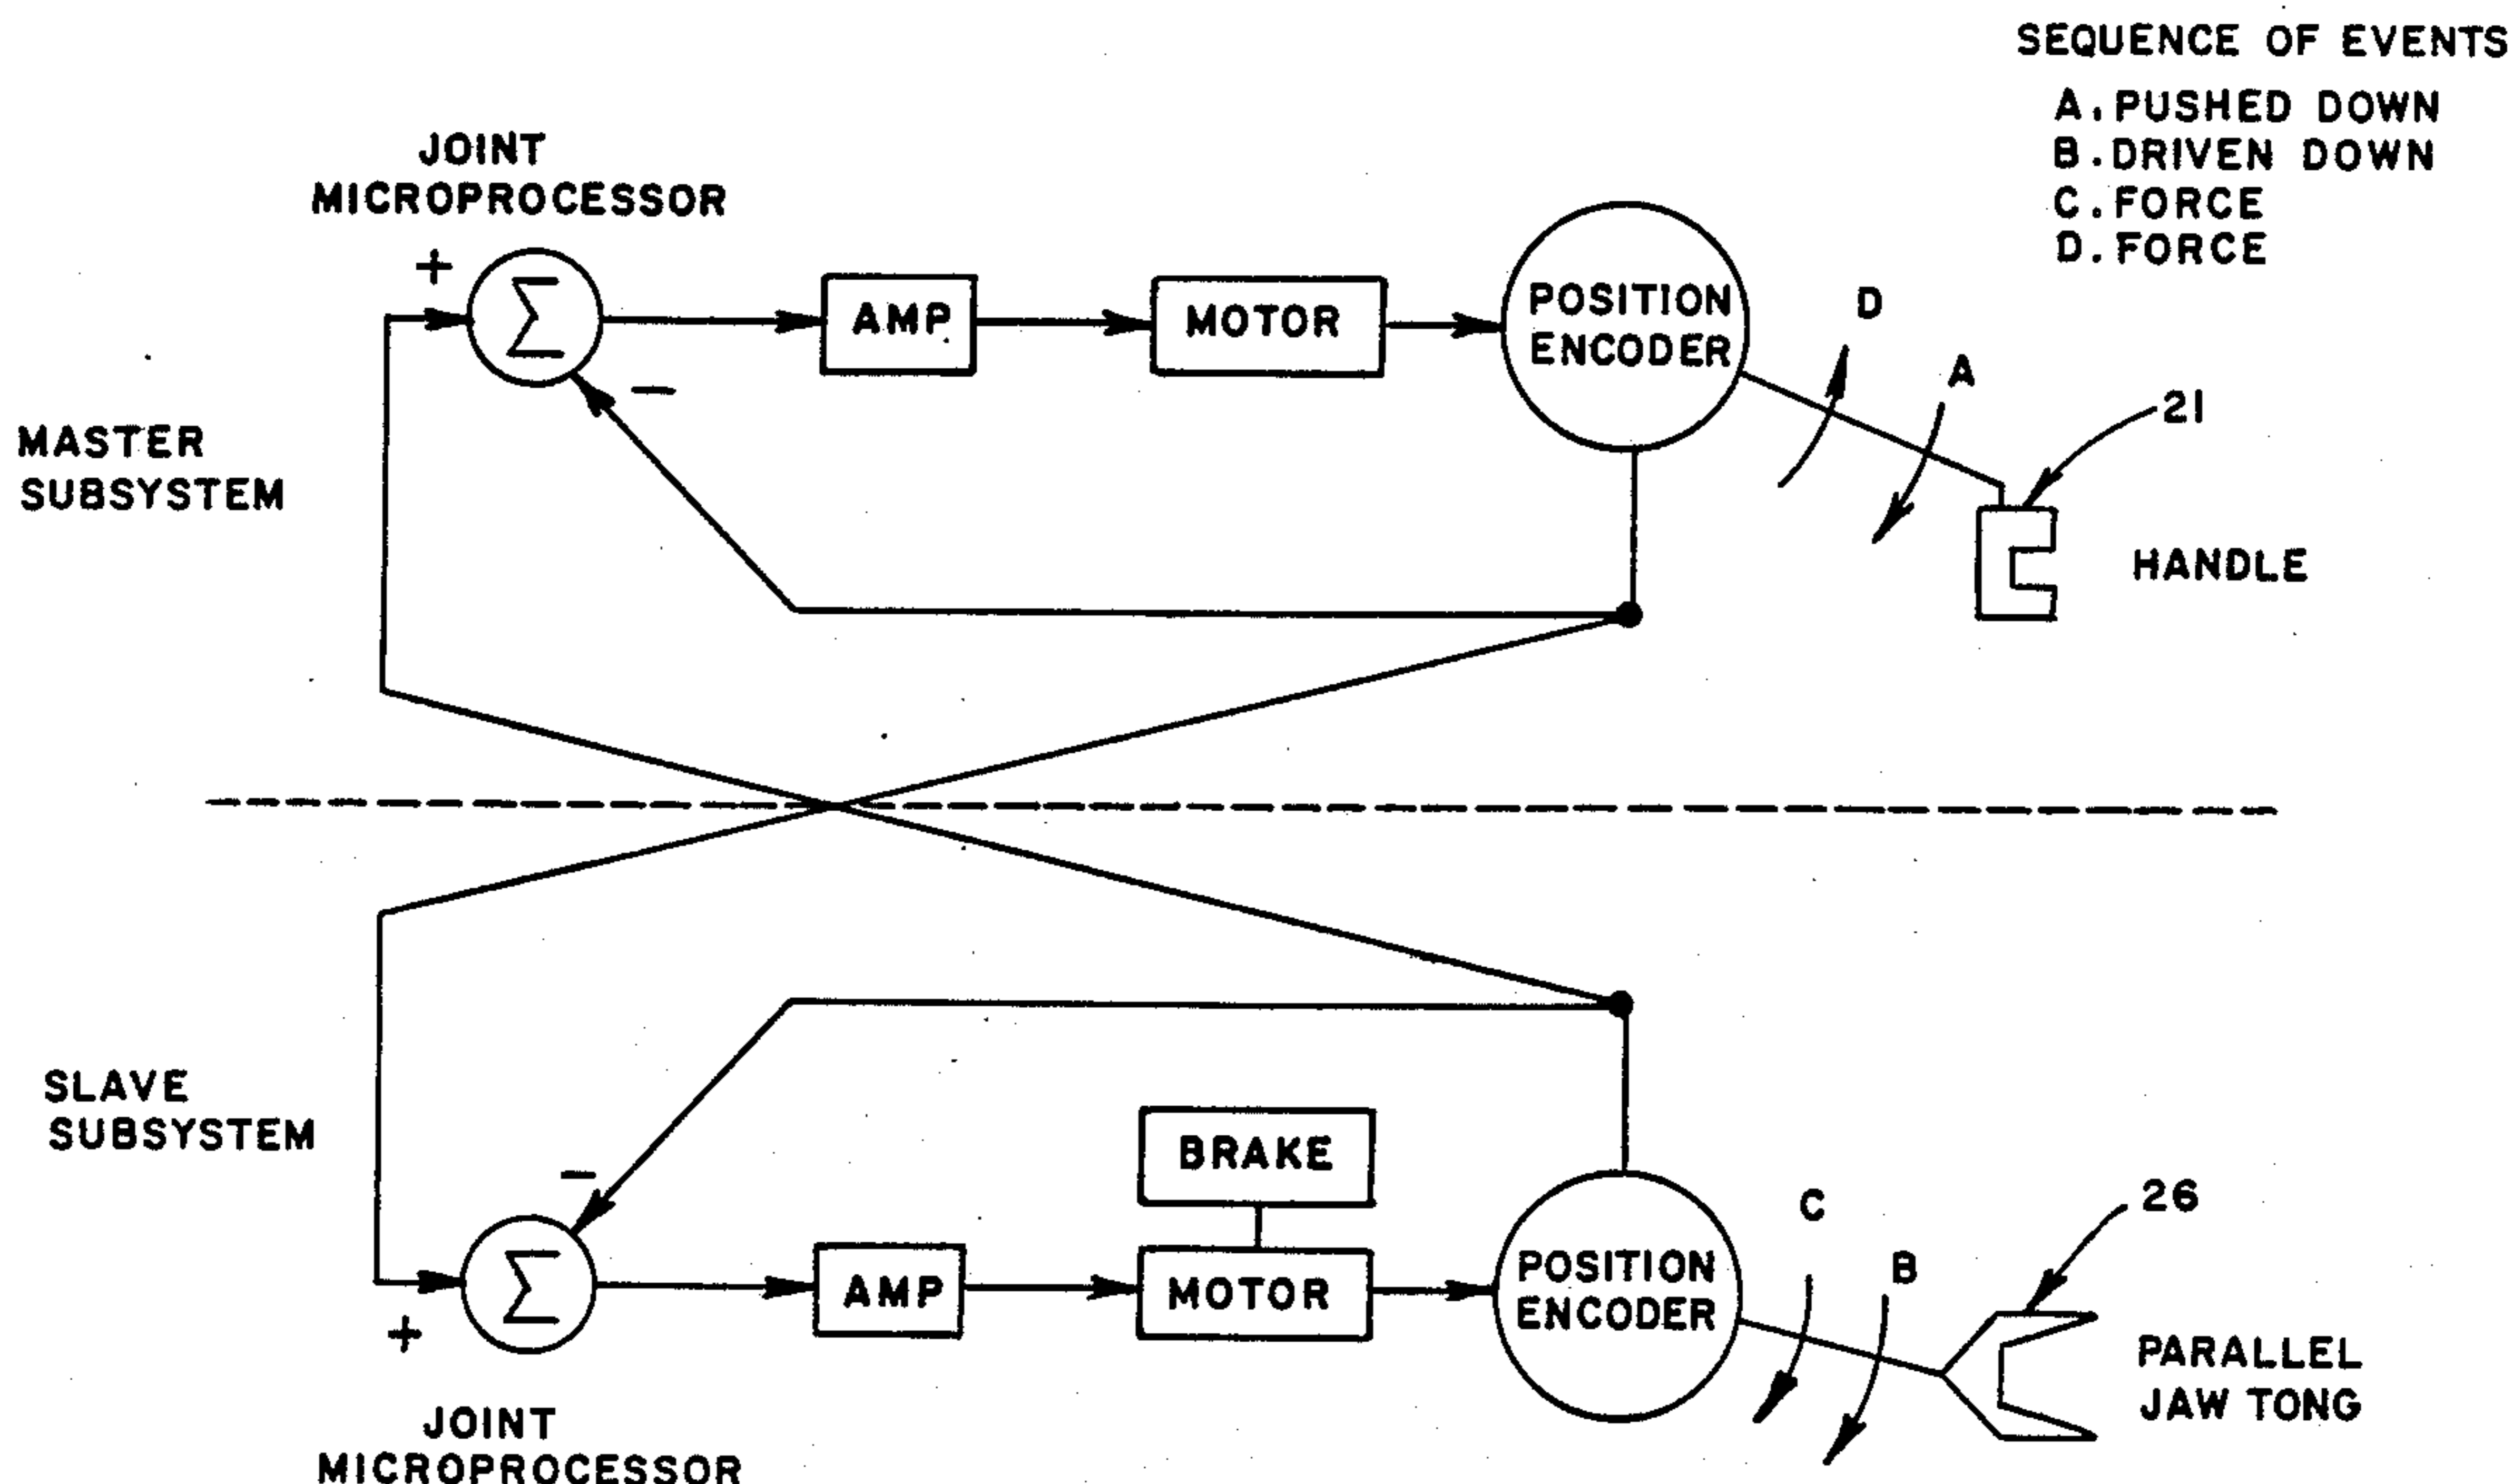 SEQUENCE OF EVENTS
A. PUSHED DOWN
B. DRIVEN DOWN
C. FORCE
D. FORCE
JOINT
MICROPROCESSOR
+
Σ
−
AMP
MOTOR
POSITION
ENCODER
D
A
21
HANDLE
MASTER
SUBSYSTEM
SLAVE
SUBSYSTEM
−
+
Σ
AMP
BRAKE
MOTOR
POSITION
ENCODER
C
B
26
PARALLEL
JAW TONG
JOINT
MICROPROCESSOR